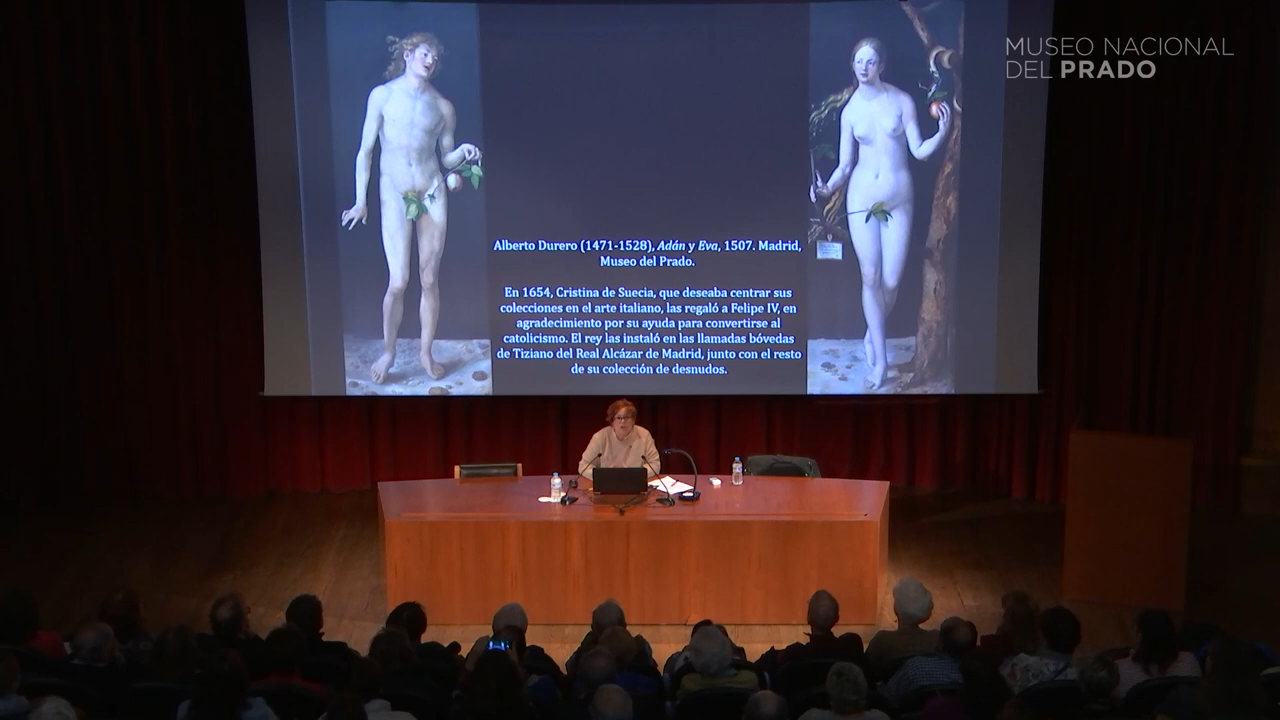 MUSEO NACIONAL
DEL PRADO
Alberto Durero (1471-1528), Adán y Eva, 1507. Madrid,
Museo del Prado.
En 1654, Cristina de Suecia, que deseaba centrar sus
colecciones en el arte italiano, las regaló a Felipe IV, en
agradecimiento por su ayuda para convertirse al
catolicismo. El rey las instaló en las llamadas bóvedas
de Tiziano del Real Alcázar de Madrid, junto con el resto
de su colección de desnudos.